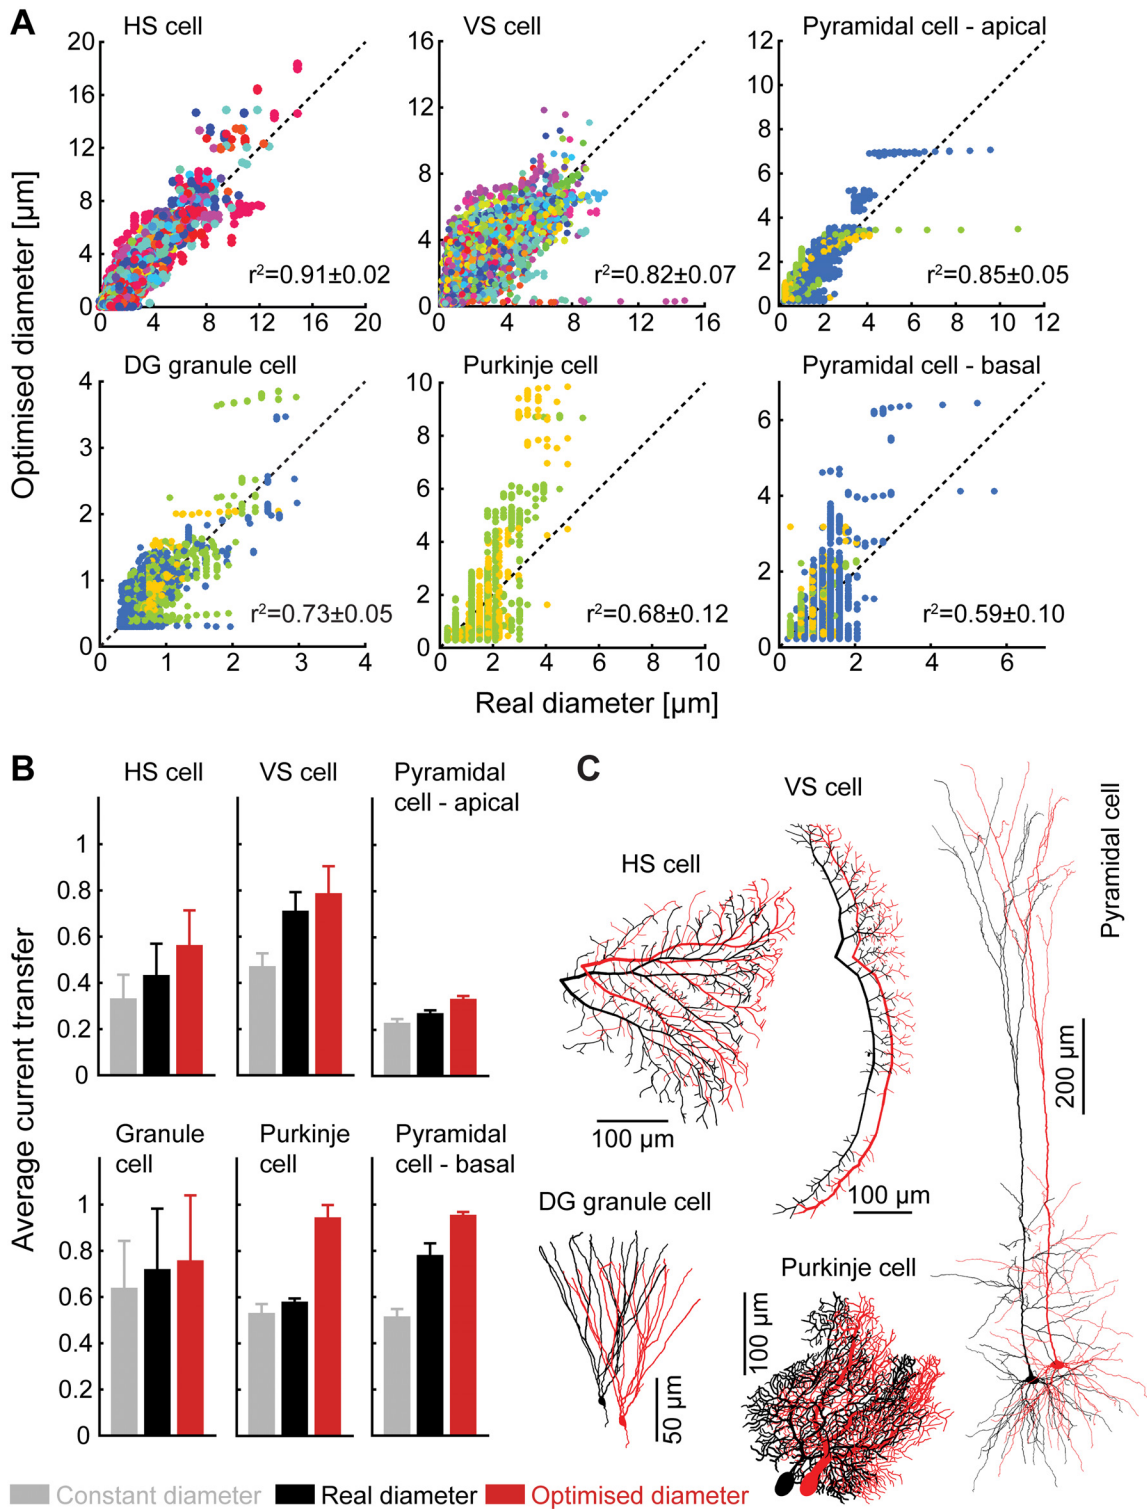 A
HS cell
VS cell
Pyramidal cell - apical
20
16
12
8
4
0
0 4 8 12 16 20
r²=0.91±0.02
16
12
8
4
0
0 4 8 12 16
r²=0.82±0.07
12
10
8
6
4
2
0
0 2 4 6 8 10 12
r²=0.85±0.05
Optimised diameter [µm]
DG granule cell
Purkinje cell
Pyramidal cell - basal
4
3
2
1
0
0 1 2 3 4
r²=0.73±0.05
10
8
6
4
2
0
0 2 4 6 8 10
r²=0.68±0.12
6
4
2
0
0 2 4 6
r²=0.59±0.10
Real diameter [µm]
B
HS cell
VS cell
Pyramidal
cell - apical
1
0.8
0.6
0.4
0.2
0
Average current transfer
Granule
cell
Purkinje
cell
Pyramidal
cell - basal
1
0.8
0.6
0.4
0.2
0
C
HS cell
100 µm
VS cell
100 µm
Pyramidal cell
200 µm
DG granule cell
50 µm
Purkinje cell
100 µm
Constant diameter
Real diameter
Optimised diameter